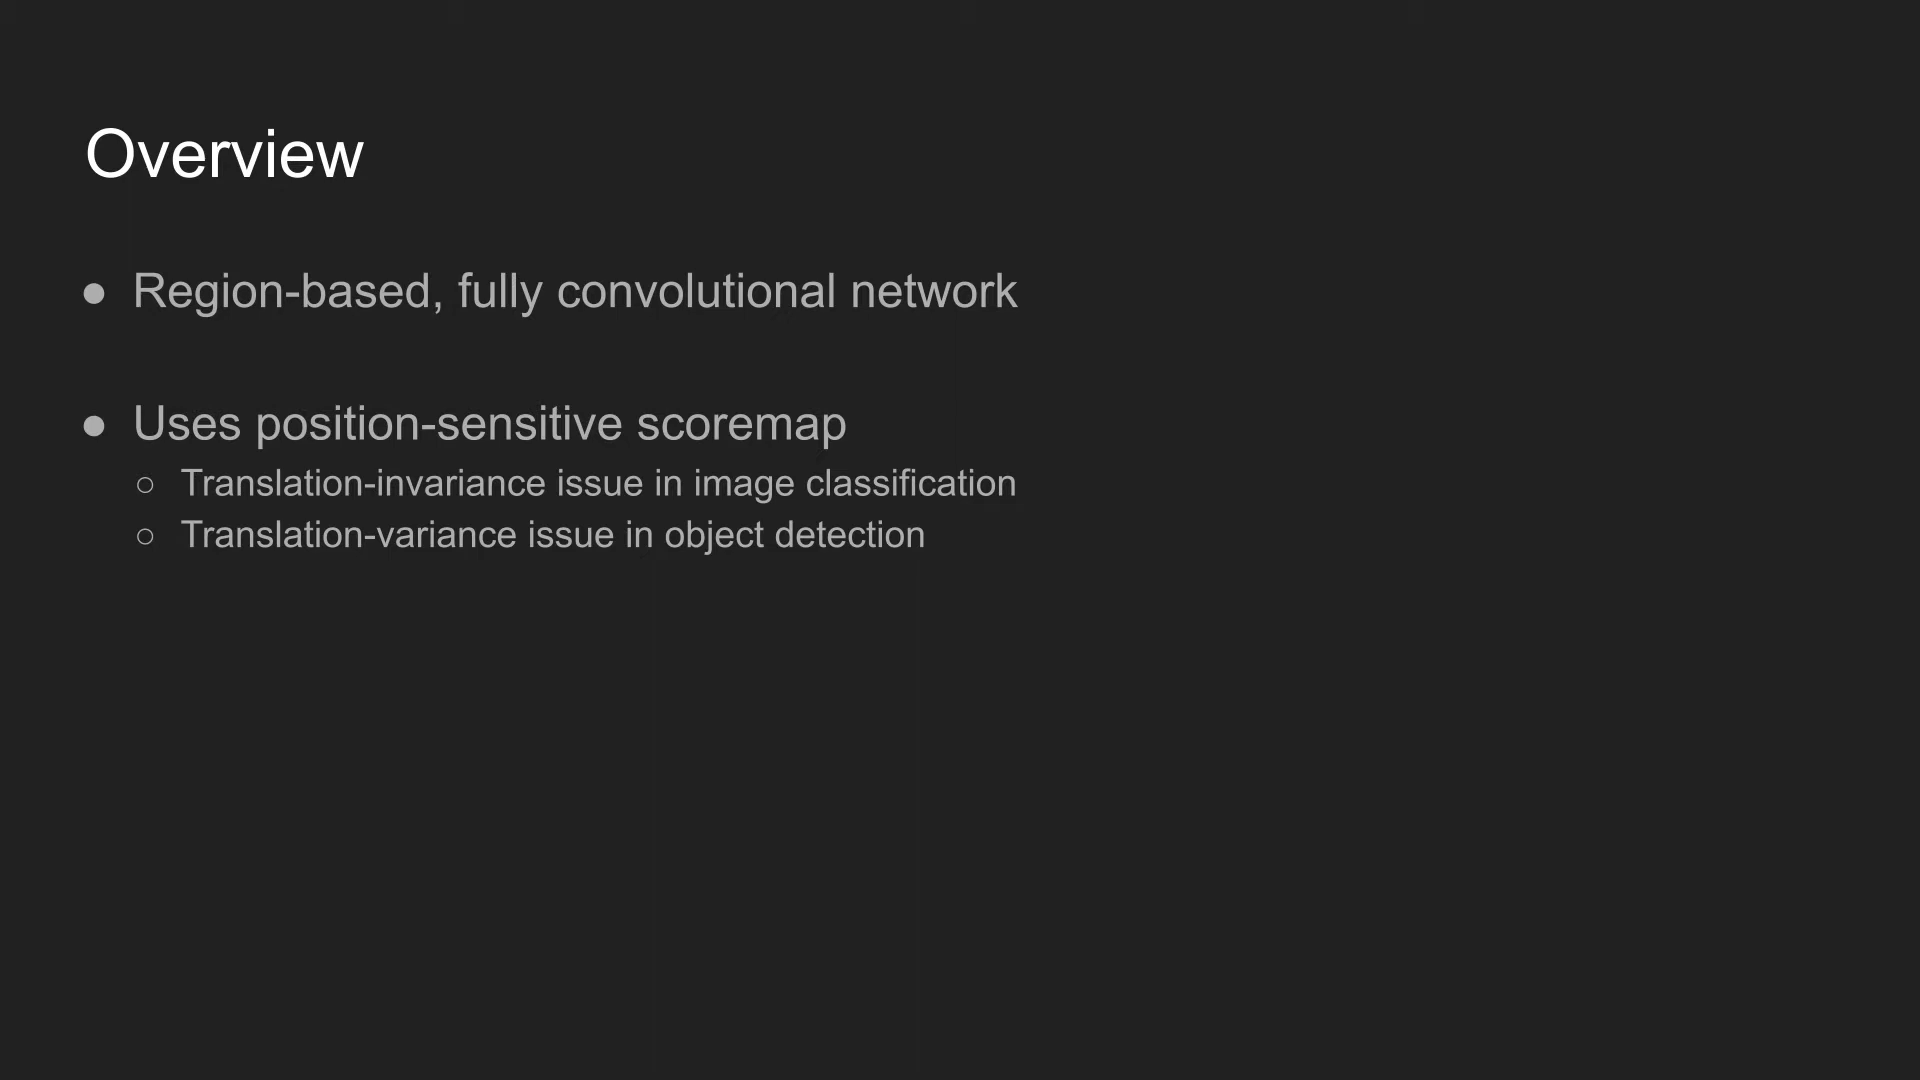 Overview
● Region-based, fully convolutional network
● Uses position-sensitive scoremap
○ Translation-invariance issue in image classification
○ Translation-variance issue in object detection